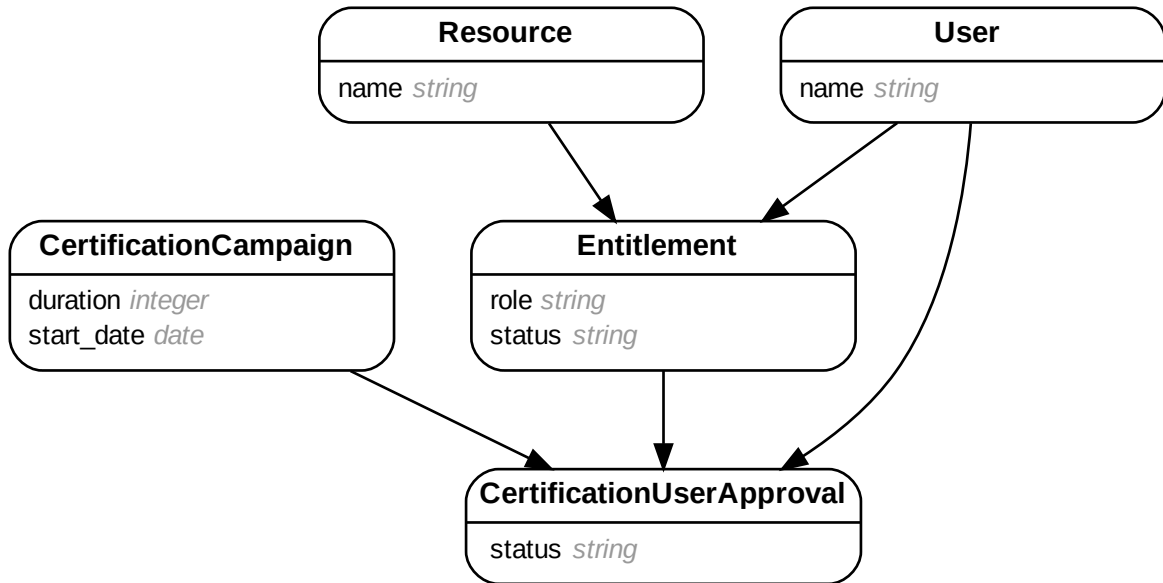 Resource
name string
User
name string
CertificationCampaign
duration integer
start_date date
Entitlement
role string
status string
CertificationUserApproval
status string